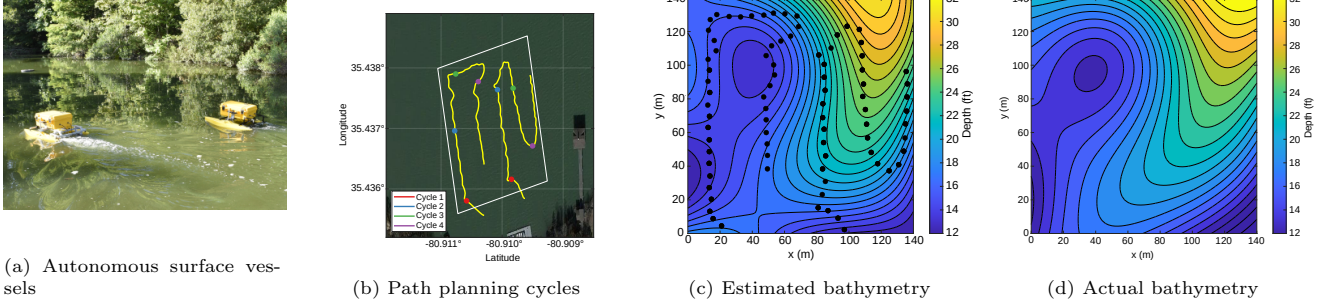 35.438°
35.437°
35.436°
Longitude
Cycle 1
Cycle 2
Cycle 3
Cycle 4
-80.911° -80.910° -80.909°
Latitude
120
100
80
60
40
20
0
y (m)
0 20 40 60 80 100 120 140
x (m)
30
28
26
24
22
20
18
16
14
12
Depth (ft)
140
120
100
80
60
40
20
0
y (m)
0 20 40 60 80 100 120 140
x (m)
30
28
26
24
22
20
18
16
14
12
Depth (ft)
(a) Autonomous surface ves-
sels
(b) Path planning cycles
(c) Estimated bathymetry
(d) Actual bathymetry